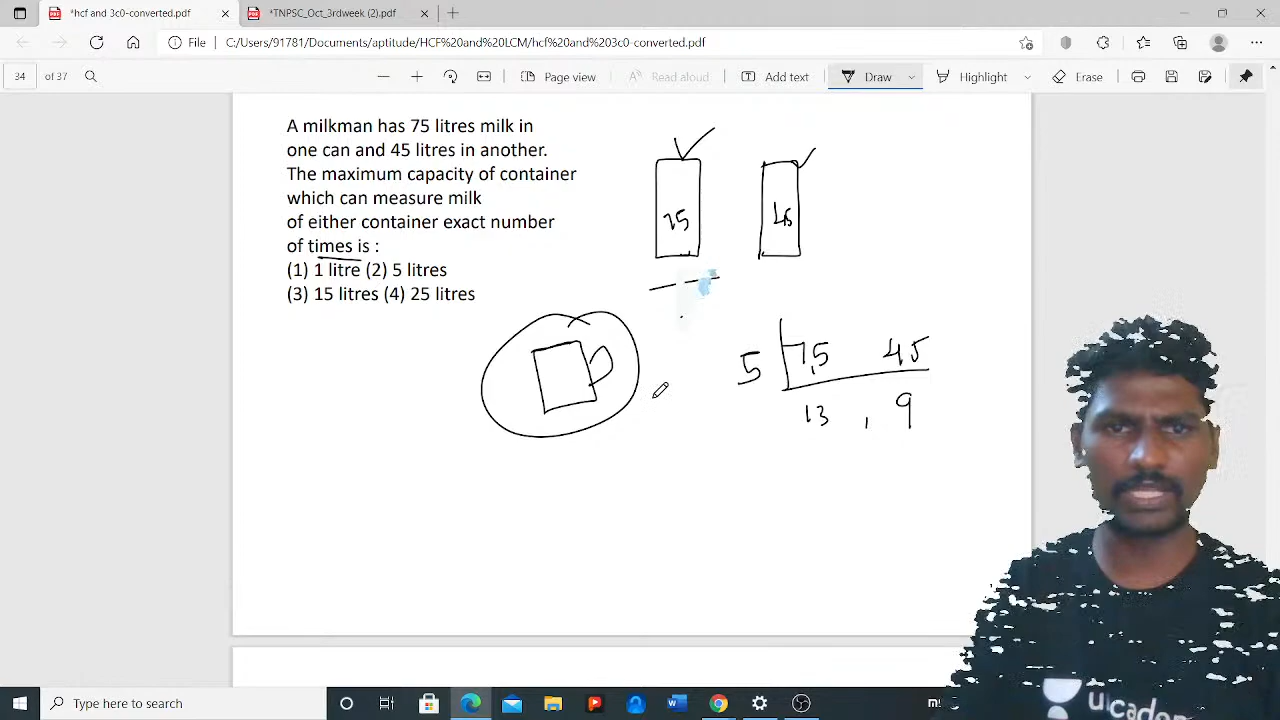 *hcf and 3c0-converted.pdf
*TNPSC_Oct_3rdweek (2).pdf
File
C:/Users/91781/Documents/aptitude/HCF%20and%20LCM/hcf%20and%203c0-converted.pdf
34 of 37
Page view
Read aloud
Add text
Draw
Highlight
Erase
A milkman has 75 litres milk in
one can and 45 litres in another.
The maximum capacity of container
which can measure milk
of either container exact number
of times is :
(1) 1 litre (2) 5 litres
(3) 15 litres (4) 25 litres
75
45
5 75 45
13 , 9
Type here to search